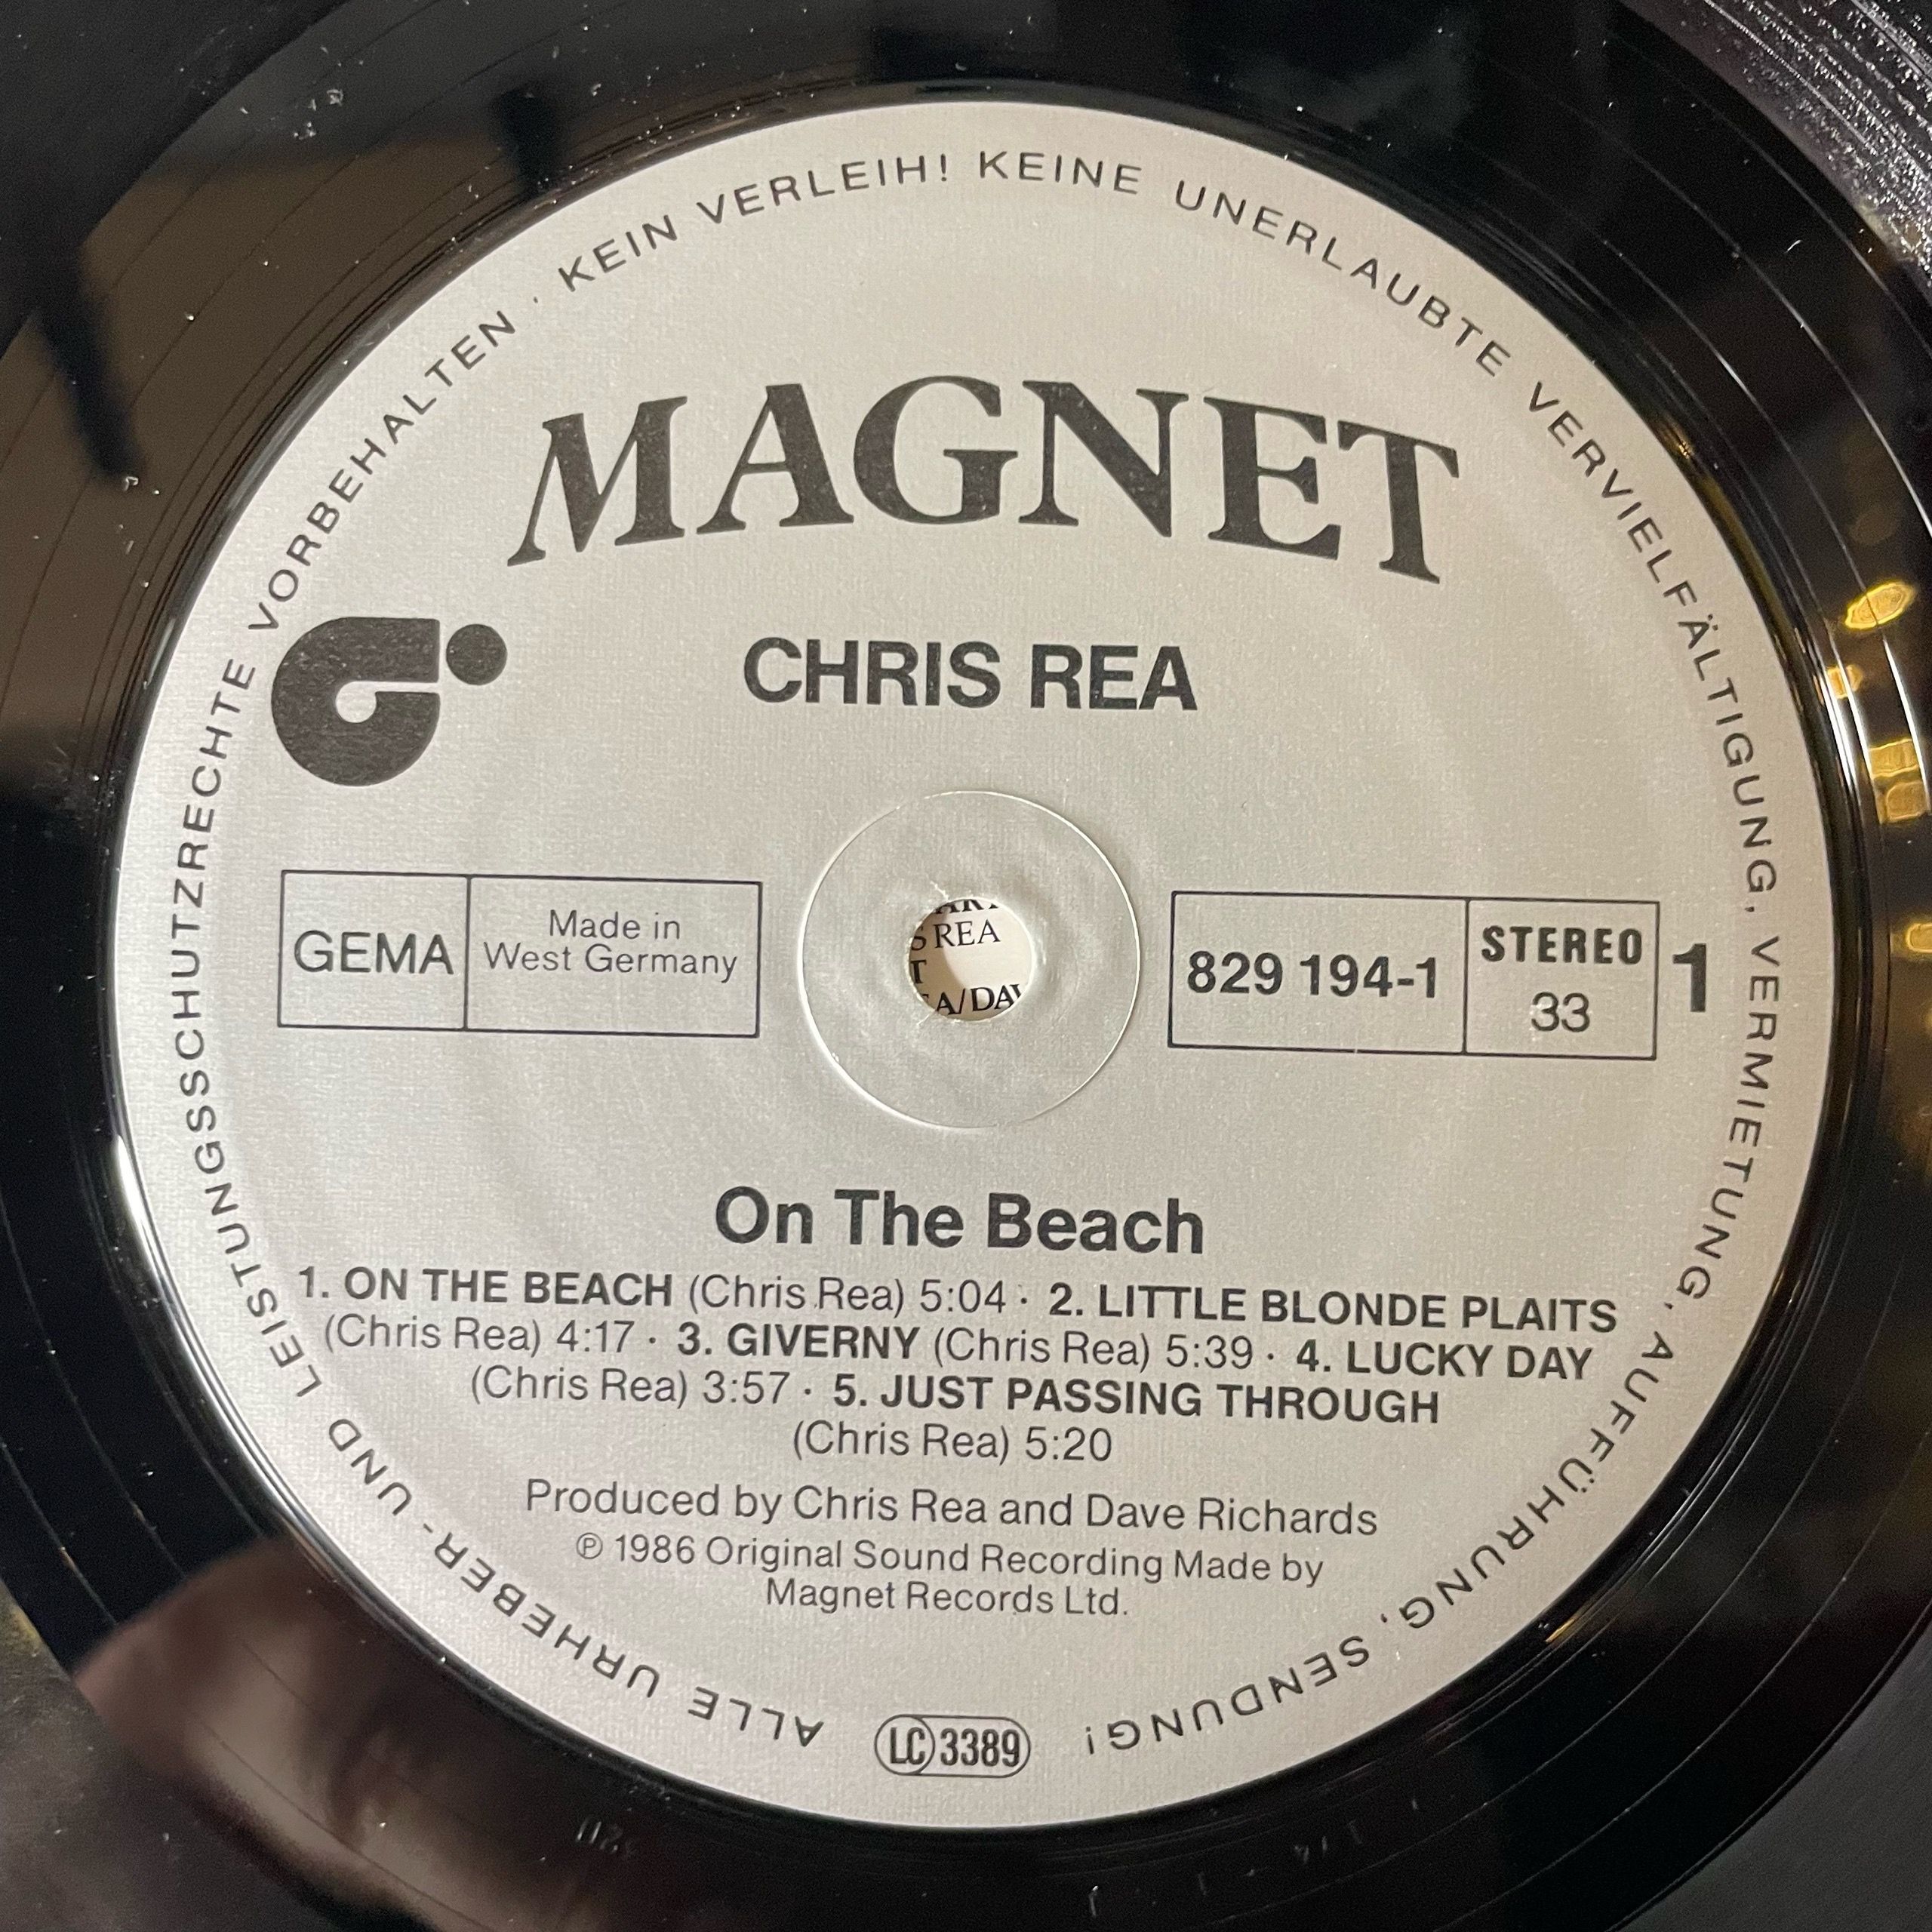 ALLE URHEBER- UND LEISTUNGSSCHUTZRECHTE VORBEHALTEN · KEIN VERLEIH! KEINE UNERLAUBTE VERVIELFÄLTIGUNG, VERMIETUNG, AUFFÜHRUNG, SENDUNG!
MAGNET
CHRIS REA
GEMA
Made in
West Germany
S REA
A/DA
829 194-1
STEREO
33
1
On The Beach
1. ON THE BEACH (Chris Rea) 5:04 · 2. LITTLE BLONDE PLAITS
(Chris Rea) 4:17 · 3. GIVERNY (Chris Rea) 5:39 · 4. LUCKY DAY
(Chris Rea) 3:57 · 5. JUST PASSING THROUGH
(Chris Rea) 5:20
Produced by Chris Rea and Dave Richards
℗ 1986 Original Sound Recording Made by
Magnet Records Ltd.
LC 3389